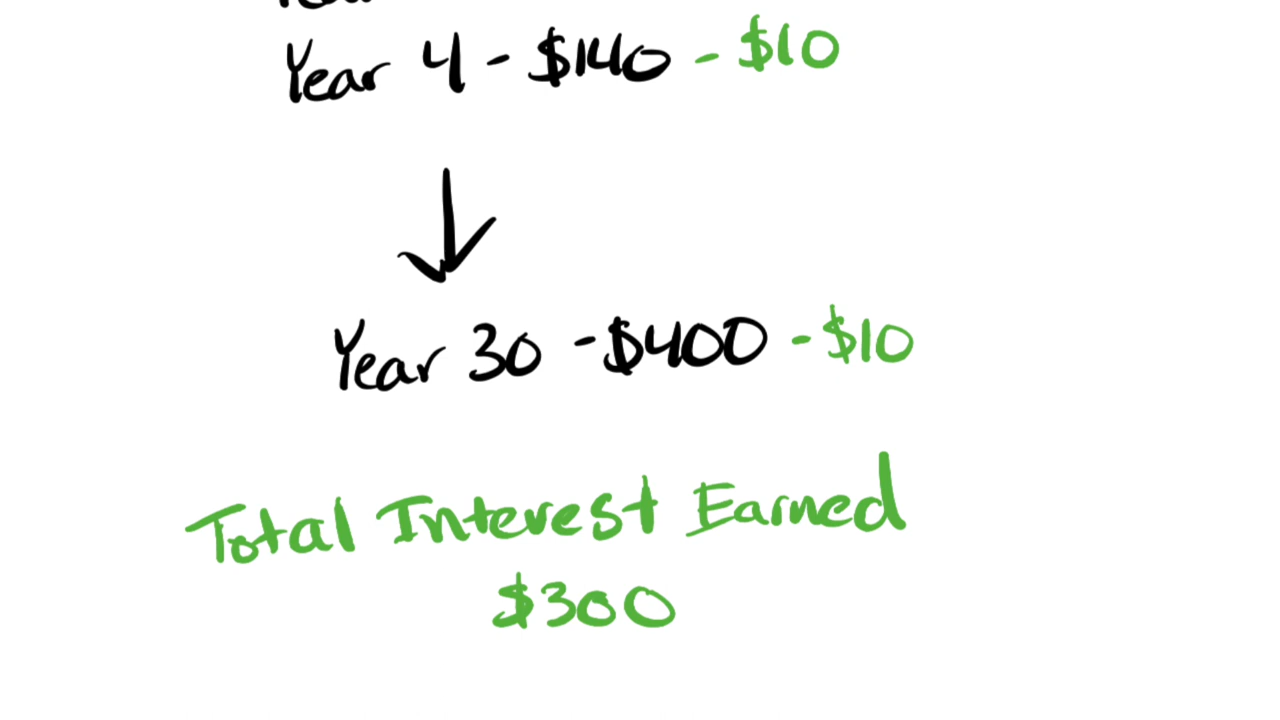 Year 4 - $140 - $10
Year 30 - $400 - $10
Total Interest Earned
$300